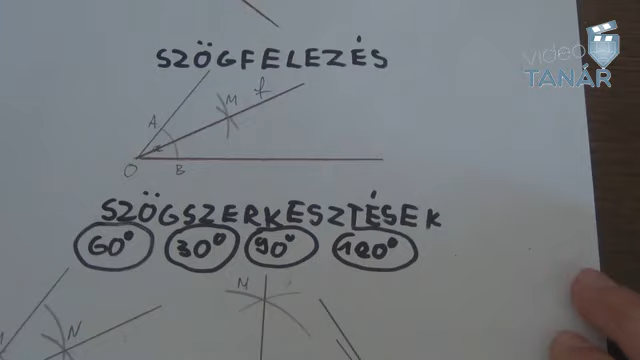 SZÖGFELEZÉS
video
TANÁR
M f
A
O B
SZÖGSZERKESZTÉSEK
60° 30° 90° 120°
M
N